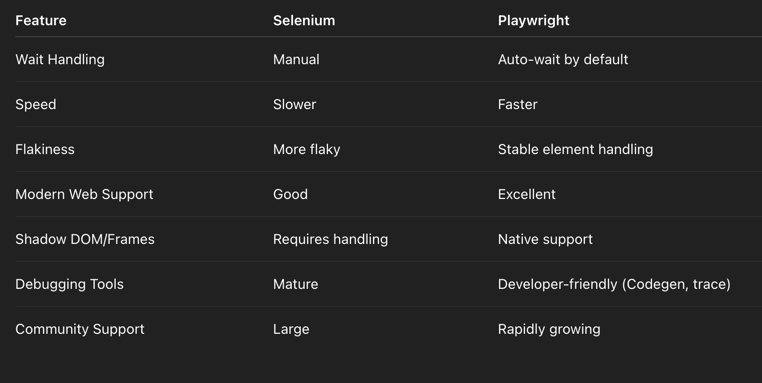 Feature Selenium Playwright
Wait Handling Manual Auto-wait by default
Speed Slower Faster
Flakiness More flaky Stable element handling
Modern Web Support Good Excellent
Shadow DOM/Frames Requires handling Native support
Debugging Tools Mature Developer-friendly (Codegen, trace)
Community Support Large Rapidly growing